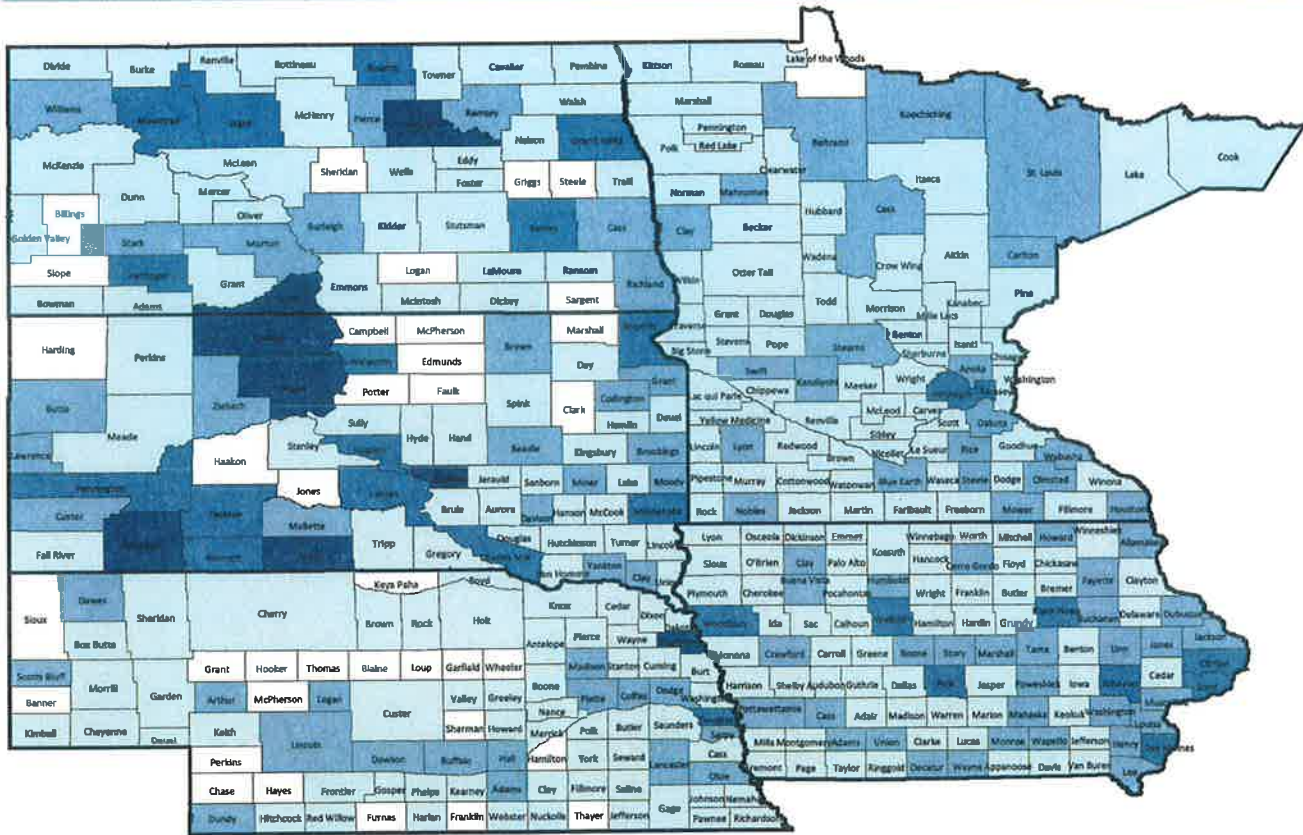 Divide Burke Renville Bottineau Towner Cavalier Pembina Kittson Roseau Lake of the Woods
Williams McHenry Pierce Ramsey Walsh Marshall Koochiching
Pennington
Red Lake
Polk Beltrami St. Louis Cook
McKenzie McLean Sheridan Wells Eddy Nelson Grand Forks Clearwater Itasca Lake
Foster Griggs Steele Traill Norman Mahnomen
Dunn Mercer Oliver Hubbard Cass
Billings Golden Valley Stark Morton Burleigh Kidder Stutsman Barnes Cass Clay Becker
Slope Hettinger Grant Logan LaMoure Ransom Richland Wilkin Otter Tail Wadena Crow Wing Aitkin Carlton
Bowman Adams Emmons McIntosh Dickey Sargent Todd Morrison Mille Lacs Kanabec Pine
Campbell McPherson Marshall Grant Douglas Benton
Harding Perkins Edmunds Brown Day Big Stone Stevens Pope Stearns Sherburne Isanti
Potter Faulk Grant Swift Anoka Washington
Butte Ziebach Spink Clark Codington Lac qui Parle Chippewa Kandiyohi Meeker Wright
Meade Sully Hyde Hand Hamlin Deuel Yellow Medicine Renville McLeod Carver Scott Dakota
Lawrence Haakon Stanley Beadle Kingsbury Brookings Lincoln Lyon Redwood Sibley Nicollet Le Sueur Rice Goodhue Wabasha
Brown
Jones Jerauld Sanborn Miner Lake Moody Pipestone Murray Cottonwood Watonwan Blue Earth Waseca Steele Dodge Olmsted Winona
Custer Jackson Mellette Brule Aurora Davison Hanson McCook Minnehaha Rock Nobles Jackson Martin Faribault Freeborn Mower Fillmore Houston
Fall River Bennett Tripp Gregory Douglas Hutchinson Turner Lincoln Lyon Osceola Dickinson Emmet Winnebago Worth Mitchell Howard Winneshiek Allamakee
Charles Mix Bon Homme Yankton Clay Sioux O'Brien Clay Palo Alto Kossuth Hancock Cerro Gordo Floyd Chickasaw
Keya Paha Boyd Plymouth Cherokee Buena Vista Pocahontas Humboldt Wright Franklin Butler Bremer Fayette Clayton
Sioux Dawes Sheridan Cherry Brown Rock Holt Knox Cedar Dixon Woodbury Ida Sac Calhoun Webster Hamilton Hardin Grundy Black Hawk Buchanan Delaware Dubuque
Box Butte Antelope Pierce Wayne Dakota
Grant Hooker Thomas Blaine Loup Garfield Wheeler Madison Stanton Cuming Burt Monona Crawford Carroll Greene Boone Story Marshall Tama Benton Linn Jones Jackson
Scotts Bluff Morrill Garden Boone Harrison Shelby Audubon Guthrie Dallas Polk Jasper Poweshiek Iowa Johnson Cedar
Banner Arthur McPherson Logan Custer Valley Greeley Nance Platte Colfax Dodge Washington
Kimball Cheyenne Deuel Keith Lincoln Sherman Howard Merrick Polk Butler Saunders Sarpy Pottawattamie Cass Adair Madison Warren Marion Mahaska Keokuk Washington Louisa
Perkins Dawson Buffalo Hall Hamilton York Seward Lancaster Cass Mills Montgomery Adams Union Clarke Lucas Monroe Wapello Jefferson Henry Des Moines
Chase Hayes Frontier Gosper Phelps Kearney Adams Clay Fillmore Saline Otoe Fremont Page Taylor Ringgold Decatur Wayne Appanoose Davis Van Buren Lee
Dundy Hitchcock Red Willow Furnas Harlan Franklin Webster Nuckolls Thayer Jefferson Gage Johnson Nemaha
Pawnee Richardson